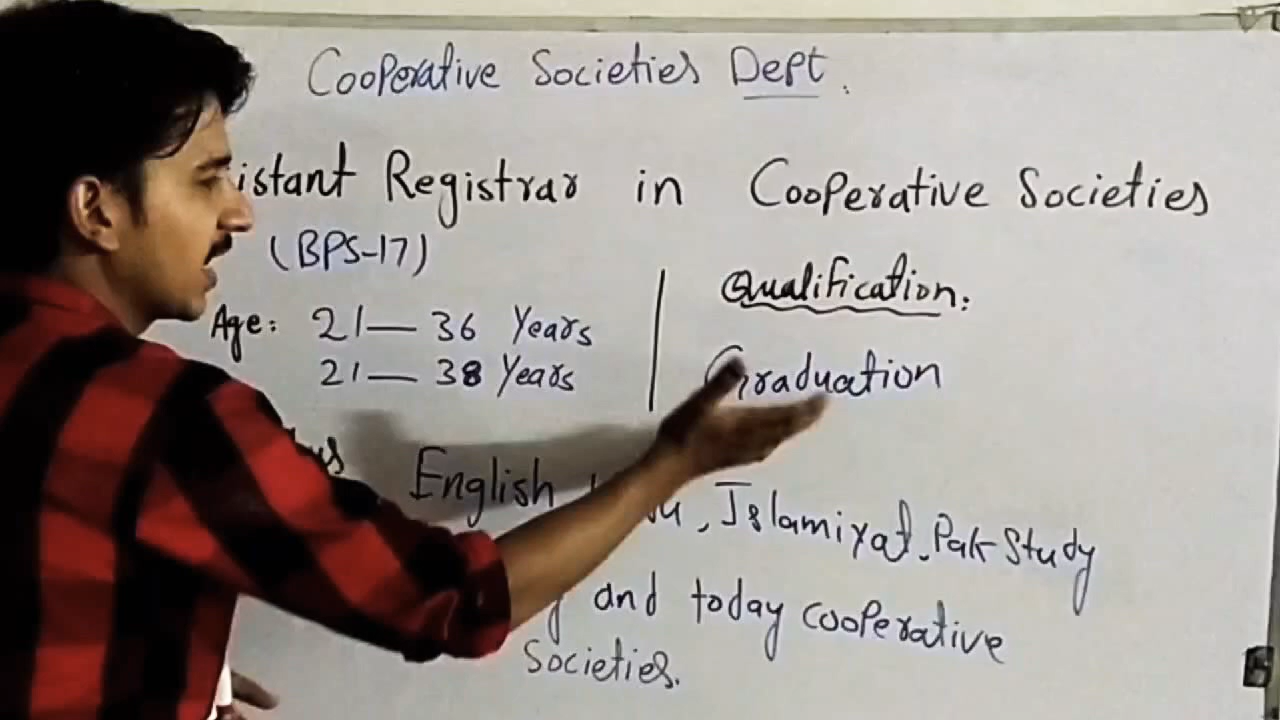 Cooperative Societies Dept.
istant Registrar in Cooperative Societies
(BPS-17)
Age: 21 — 36 Years
21 — 38 Years
Qualification:
Graduation
English , Islamiyat, Pak Study
and today cooperative
Societies.